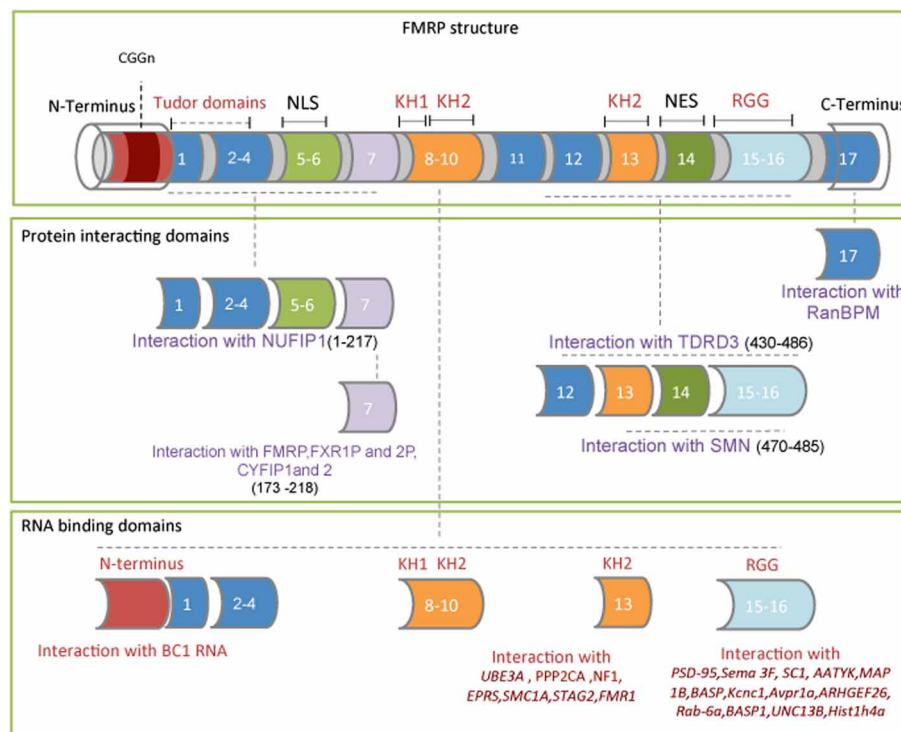 FMRP structure
CGGn
N-Terminus
Tudor domains
NLS
KH1 KH2
KH2
NES
RGG
C-Terminus
1
2-4
5-6
7
8-10
11
12
13
14
15-16
17
Protein interacting domains
17
Interaction with
RanBPM
1
2-4
5-6
7
Interaction with NUFIP1(1-217)
Interaction with TDRD3 (430-486)
12
13
14
15-16
7
Interaction with SMN (470-485)
Interaction with FMRP,FXR1P and 2P,
CYFIP1and 2
(173 -218)
RNA binding domains
N-terminus
KH1 KH2
KH2
RGG
1
2-4
8-10
13
15-16
Interaction with BC1 RNA
Interaction with
UBE3A , PPP2CA ,NF1,
EPRS,SMC1A,STAG2,FMR1
Interaction with
PSD-95,Sema 3F, SC1, AATYK,MAP
1B,BASP,Kcnc1,Avpr1a,ARHGEF26,
Rab-6a,BASP1,UNC13B,Hist1h4a